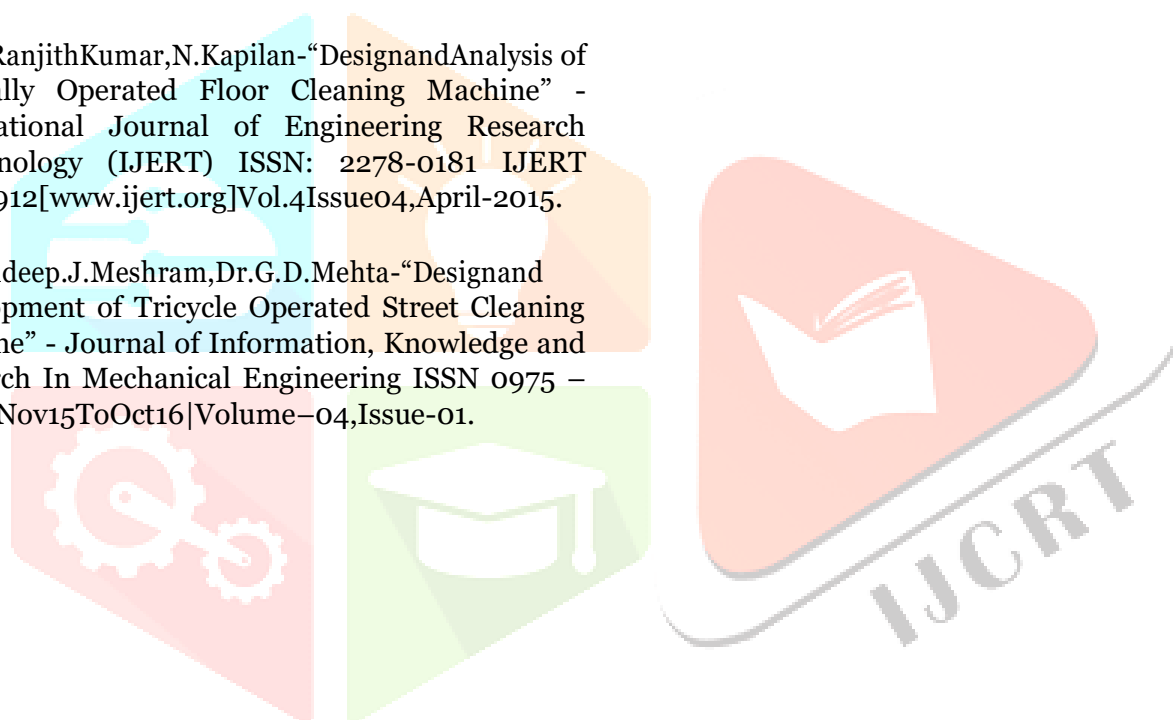 RanjithKumar,N.Kapilan-“DesignandAnalysis of
ally Operated Floor Cleaning Machine” -
ational Journal of Engineering Research
nology (IJERT) ISSN: 2278-0181 IJERT
912[www.ijert.org]Vol.4Issue04,April-2015.
deep.J.Meshram,Dr.G.D.Mehta-“Designand
pment of Tricycle Operated Street Cleaning
ne” - Journal of Information, Knowledge and
rch In Mechanical Engineering ISSN 0975 –
Nov15ToOct16|Volume–04,Issue-01.
IJCRT